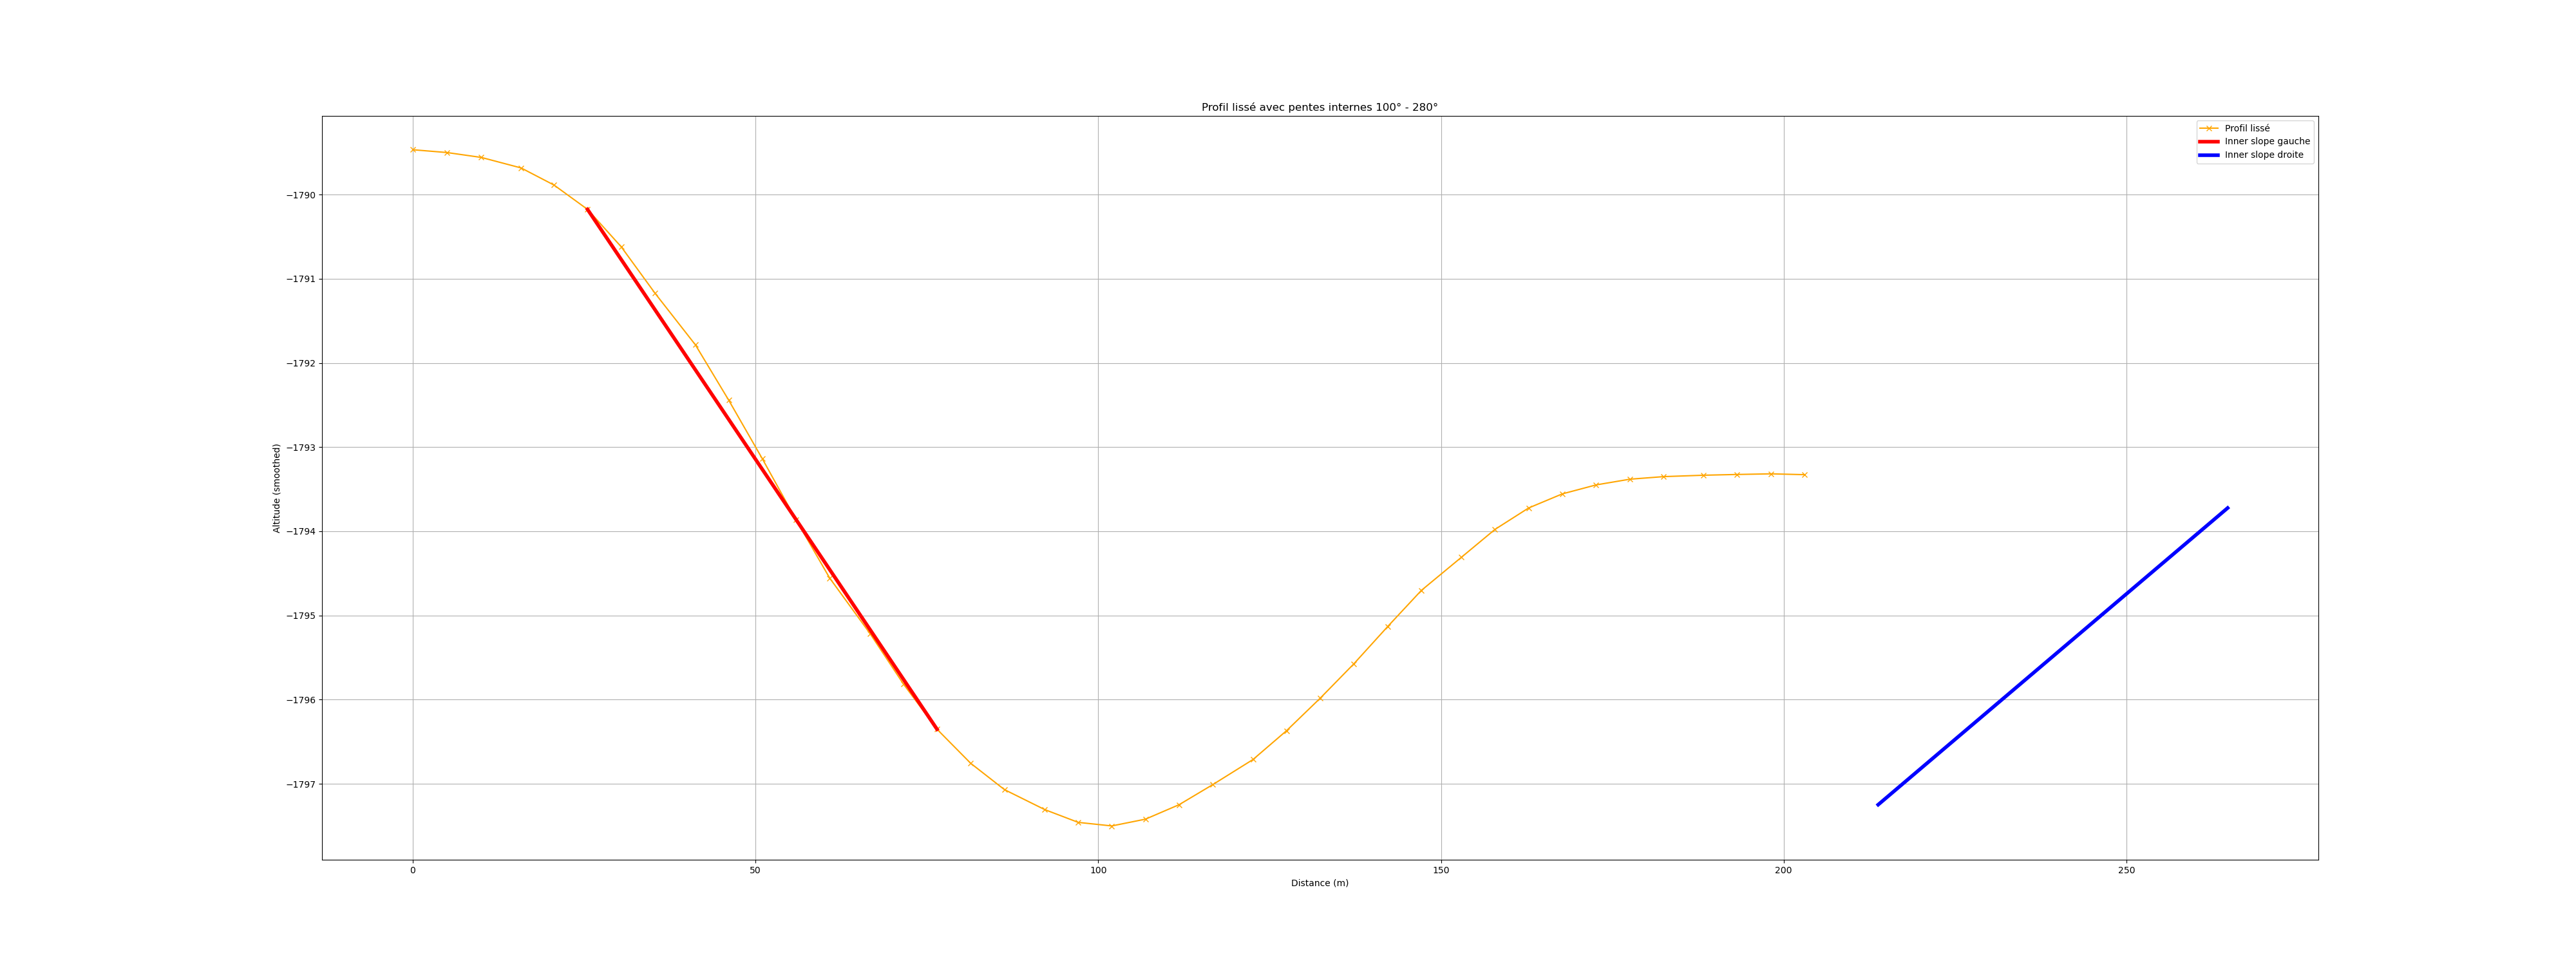 Profil lissé avec pentes internes 100° - 280°
Profil lissé
Inner slope gauche
Inner slope droite
−1790
−1791
−1792
−1793
−1794
−1795
−1796
−1797
Altitude (smoothed)
0 50 100 150 200 250
Distance (m)